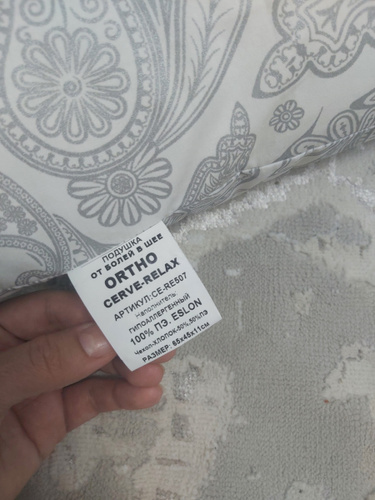 ПОДУШКА
ОТ БОЛЕЙ В ШЕЕ
ORTHO
CERVE-RELAX
АРТИКУЛ:CE-RE507
Наполнитель:
ГИПОАЛЛЕРГЕННЫЙ
100% ПЭ. ESLON
Чехол-хлопок-50%,50%пэ
РАЗМЕР: 65х45х11см